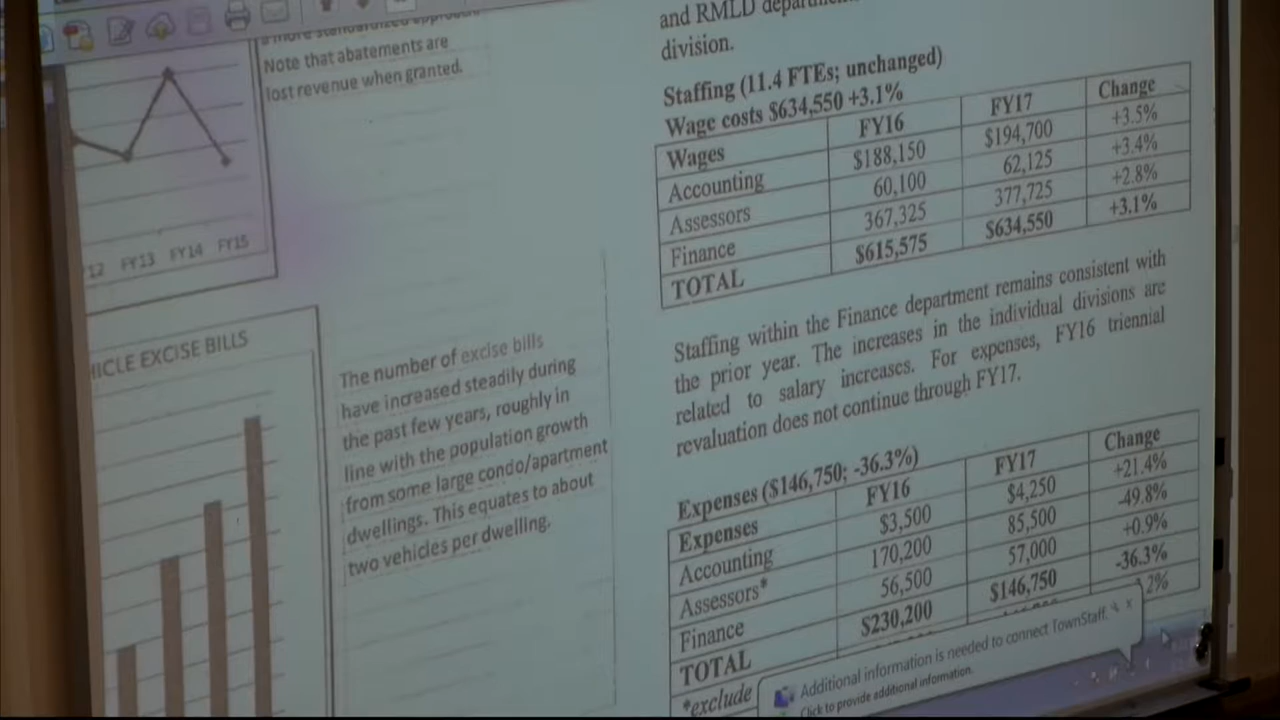 Note that abatements are
lost revenue when granted.
'12 FY13 FY14 FY15
HICLE EXCISE BILLS
The number of excise bills
have increased steadily during
the past few years, roughly in
line with the population growth
from some large condo/apartment
dwellings. This equates to about
two vehicles per dwelling.
and RMLD
division.
Staffing (11.4 FTEs; unchanged)
Wage costs $634,550 +3.1%
Wages FY16 FY17 Change
Accounting $188,150 $194,700 +3.5%
Assessors 60,100 62,125 +3.4%
Finance 367,325 377,725 +2.8%
TOTAL $615,575 $634,550 +3.1%
Staffing within the Finance department remains consistent with
the prior year. The increases in the individual divisions are
related to salary increases. For expenses, FY16 triennial
revaluation does not continue through FY17.
Expenses ($146,750; -36.3%)
Expenses FY16 FY17 Change
Accounting $3,500 $4,250 +21.4%
Assessors* 170,200 85,500 -49.8%
Finance 56,500 57,000 +0.9%
TOTAL $230,200 $146,750 -36.3%
*exclude 2%
Additional information is needed to connect TownStaff.
Click to provide additional information.